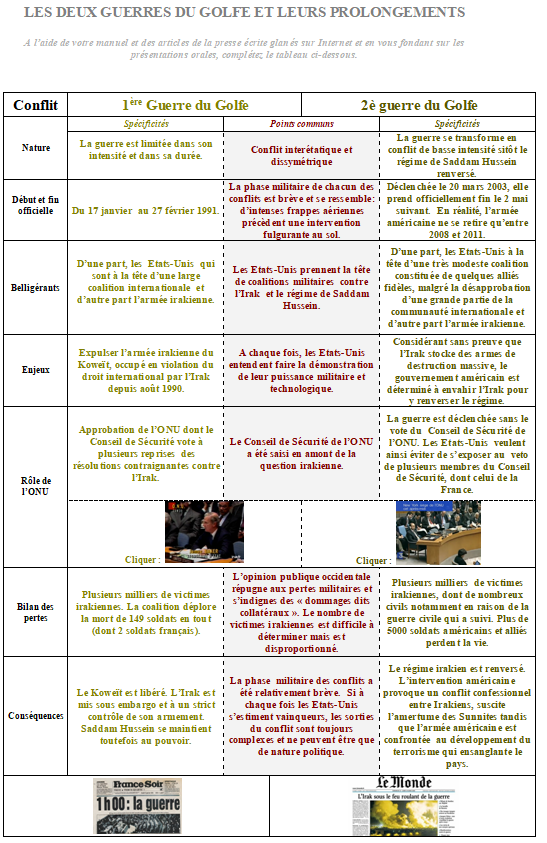 LES DEUX GUERRES DU GOLFE ET LEURS PROLONGEMENTS
A l'aide de votre manuel et des articles de la presse écrite glanés sur Internet et en vous fondant sur les
présentations orales, complétez le tableau ci-dessous.
Conflit
1ère Guerre du Golfe
2è guerre du Golfe
Spécificités
Points communs
Spécificités
Nature
La guerre est limitée dans son
intensité et dans sa durée.
Conflit interétatique et
dissymétrique
La guerre se transforme en
conflit de basse intensité sitôt le
régime de Saddam Hussein
renversé.
Début et fin
officielle
Du 17 janvier au 27 février 1991.
La phase militaire de chacun des
conflits est brève et se ressemble:
d'intenses frappes aériennes
précèdent une intervention
fulgurante au sol.
Déclenchée le 20 mars 2003, elle
prend officiellement fin le 2 mai
suivant. En réalité, l'armée
américaine ne se retire qu'entre
2008 et 2011.
Belligérants
D'une part, les Etats-Unis qui
sont à la tête d'une large
coalition internationale et
d'autre part l'armée irakienne.
Les Etats-Unis prennent la tête
de coalitions militaires contre
l'Irak et le régime de Saddam
Hussein.
D'une part, les Etats-Unis à la
tête d'une très modeste coalition
constituée de quelques alliés
fidèles, malgré la désapprobation
d'une grande partie de la
communauté internationale et
d'autre part l'armée irakienne.
Enjeux
Expulser l'armée irakienne du
Koweït, occupé en violation du
droit international par l'Irak
depuis août 1990.
A chaque fois, les Etats-Unis
entendent faire la démonstration
de leur puissance militaire et
technologique.
Considérant sans preuve que
l'Irak stocke des armes de
destruction massive, le
gouvernement américain est
déterminé à envahir l'Irak pour
y renverser le régime.
Rôle de
l'ONU
Approbation de l'ONU dont le
Conseil de Sécurité vote à
plusieurs reprises des
résolutions contraignantes contre
l'Irak.
Le Conseil de Sécurité de l'ONU
a été saisi en amont de la
question irakienne.
La guerre est déclenchée sans le
vote du Conseil de Sécurité de
l'ONU. Les Etats-Unis veulent
ainsi éviter de s'exposer au veto
de plusieurs membres du Conseil
de Sécurité, dont celui de la
France.
Cliquer :
Cliquer :
Bilan des
pertes
Plusieurs milliers de victimes
irakiennes. La coalition déplore
la mort de 149 soldats en tout
(dont 2 soldats français).
L'opinion publique occidentale
répugne aux pertes militaires et
s'indignes des « dommages dits
collatéraux ». Le nombre de
victimes irakiennes est difficile à
déterminer mais est
disproportionné.
Plusieurs milliers de victimes
irakiennes, dont de nombreux
civils notamment en raison de la
guerre civile qui a suivi. Plus de
5000 soldats américains et alliés
perdent la vie.
Conséquences
Le Koweït est libéré. L'Irak est
mis sous embargo et à un strict
contrôle de son armement.
Saddam Hussein se maintient
toutefois au pouvoir.
La phase militaire des conflits a
été relativement brève. Si à
chaque fois les Etats-Unis
s'estiment vainqueurs, les sorties
du conflit sont toujours
complexes et ne peuvent être que
de nature politique.
Le régime irakien est renversé.
L'intervention américaine
provoque un conflit confessionnel
entre Irakiens, suscite
l'amertume des Sunnites tandis
que l'armée américaine est
confrontée au développement du
terrorisme qui ensanglante le
pays.
France-Soir
1h00: la guerre
Le Monde
L'Irak sous le feu roulant de la guerre